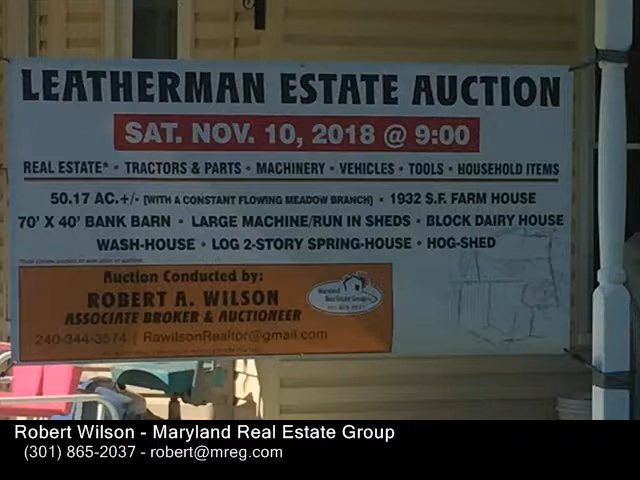 LEATHERMAN ESTATE AUCTION
SAT. NOV. 10, 2018 @ 9:00
REAL ESTATE* • TRACTORS & PARTS • MACHINERY • VEHICLES • TOOLS • HOUSEHOLD ITEMS
50.17 AC.+/- [WITH A CONSTANT FLOWING MEADOW BRANCH] • 1932 S.F. FARM HOUSE
70' X 40' BANK BARN • LARGE MACHINE/RUN IN SHEDS • BLOCK DAIRY HOUSE
WASH-HOUSE • LOG 2-STORY SPRING-HOUSE • HOG-SHED
Auction Conducted by:
ROBERT A. WILSON
ASSOCIATE BROKER & AUCTIONEER
240-344-3574 | RawilsonRealtor@gmail.com
Maryland
Real Estate Group
Robert Wilson - Maryland Real Estate Group
(301) 865-2037 - robert@mreg.com